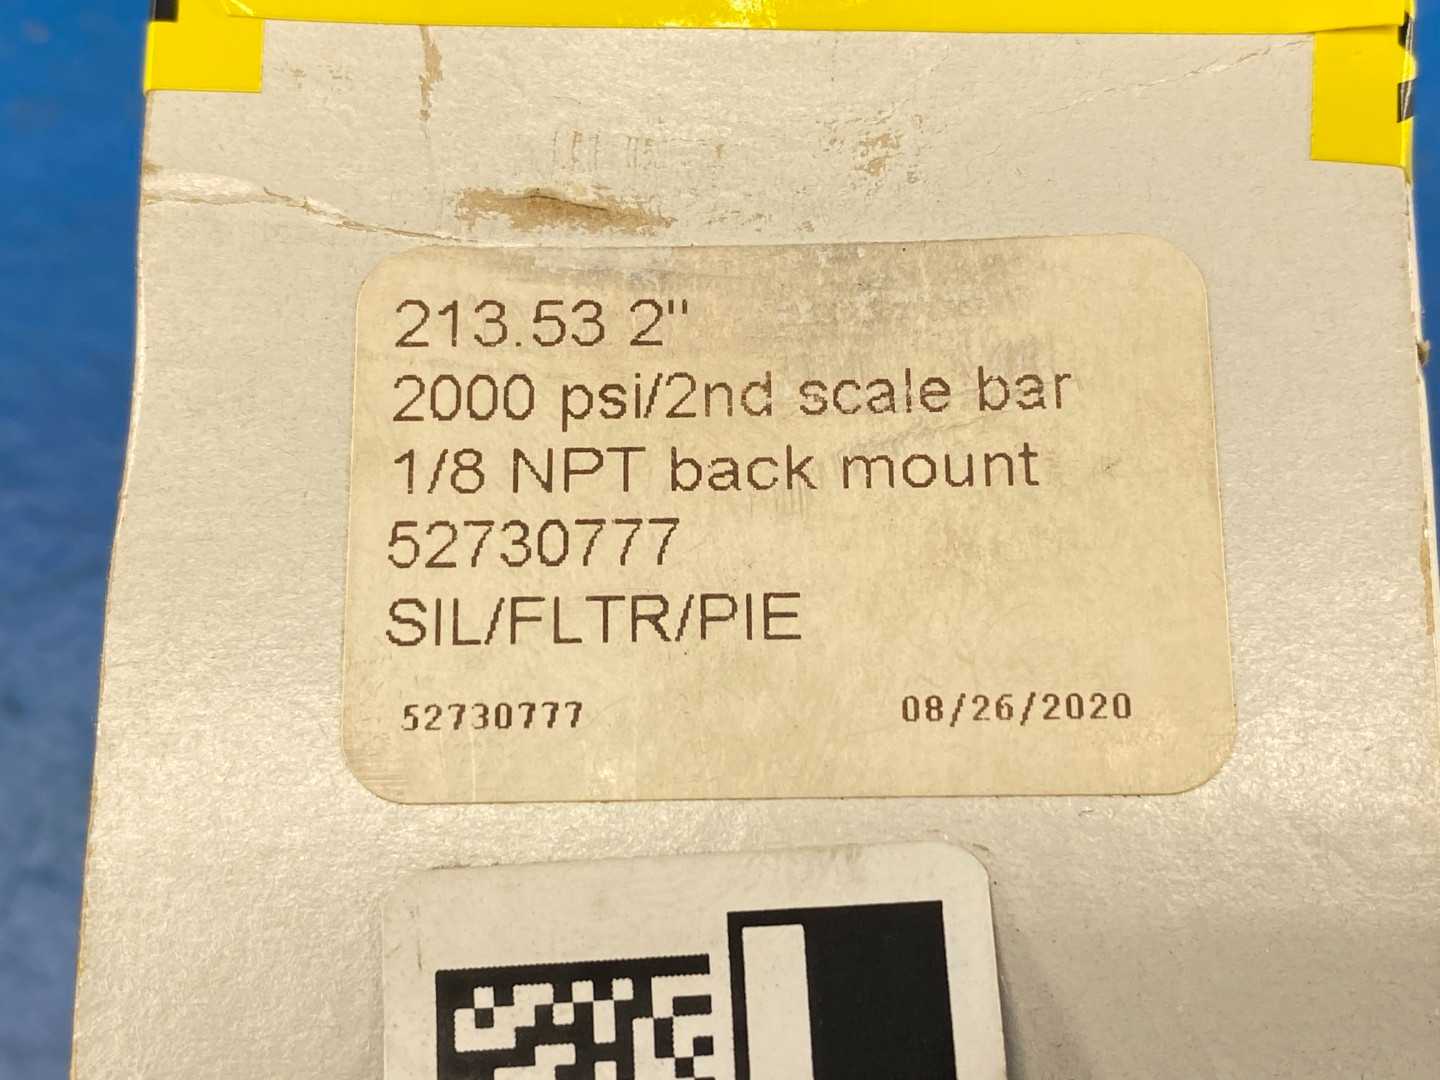 213.53 2"
2000 psi/2nd scale bar
1/8 NPT back mount
52730777
SIL/FLTR/PIE
52730777 08/26/2020